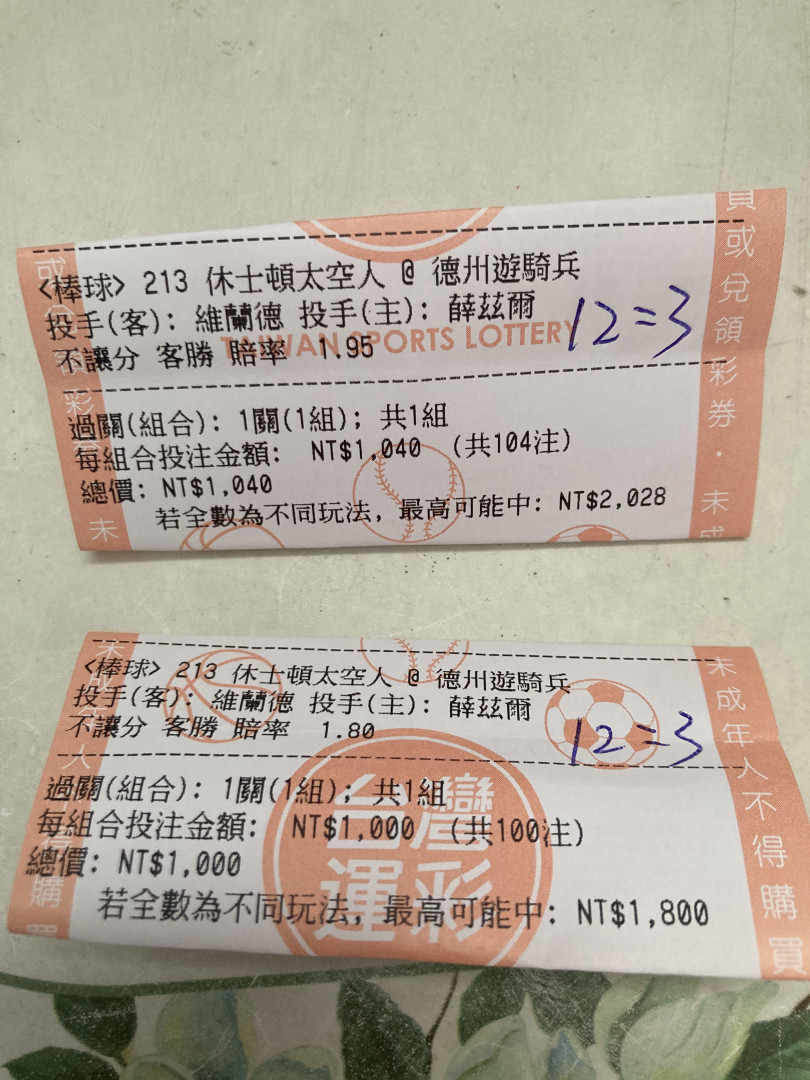 <棒球> 213 休士頓太空人 @ 德州遊騎兵
投手(客): 維蘭德 投手(主): 薛茲爾
不讓分 客勝 賠率 1.95
TAIWAN SPORTS LOTTERY
12=3
過關(組合): 1關(1組); 共1組
每組合投注金額: NT$1,040 (共104注)
總價: NT$1,040
若全數為不同玩法, 最高可能中: NT$2,028
買或兌領彩券．未成
<棒球> 213 休士頓太空人 @ 德州遊騎兵
投手(客): 維蘭德 投手(主): 薛茲爾
不讓分 客勝 賠率 1.80
12=3
過關(組合): 1關(1組); 共1組
每組合投注金額: NT$1,000 (共100注)
總價: NT$1,000
若全數為不同玩法, 最高可能中: NT$1,800
台灣運彩
未成年人不得購買